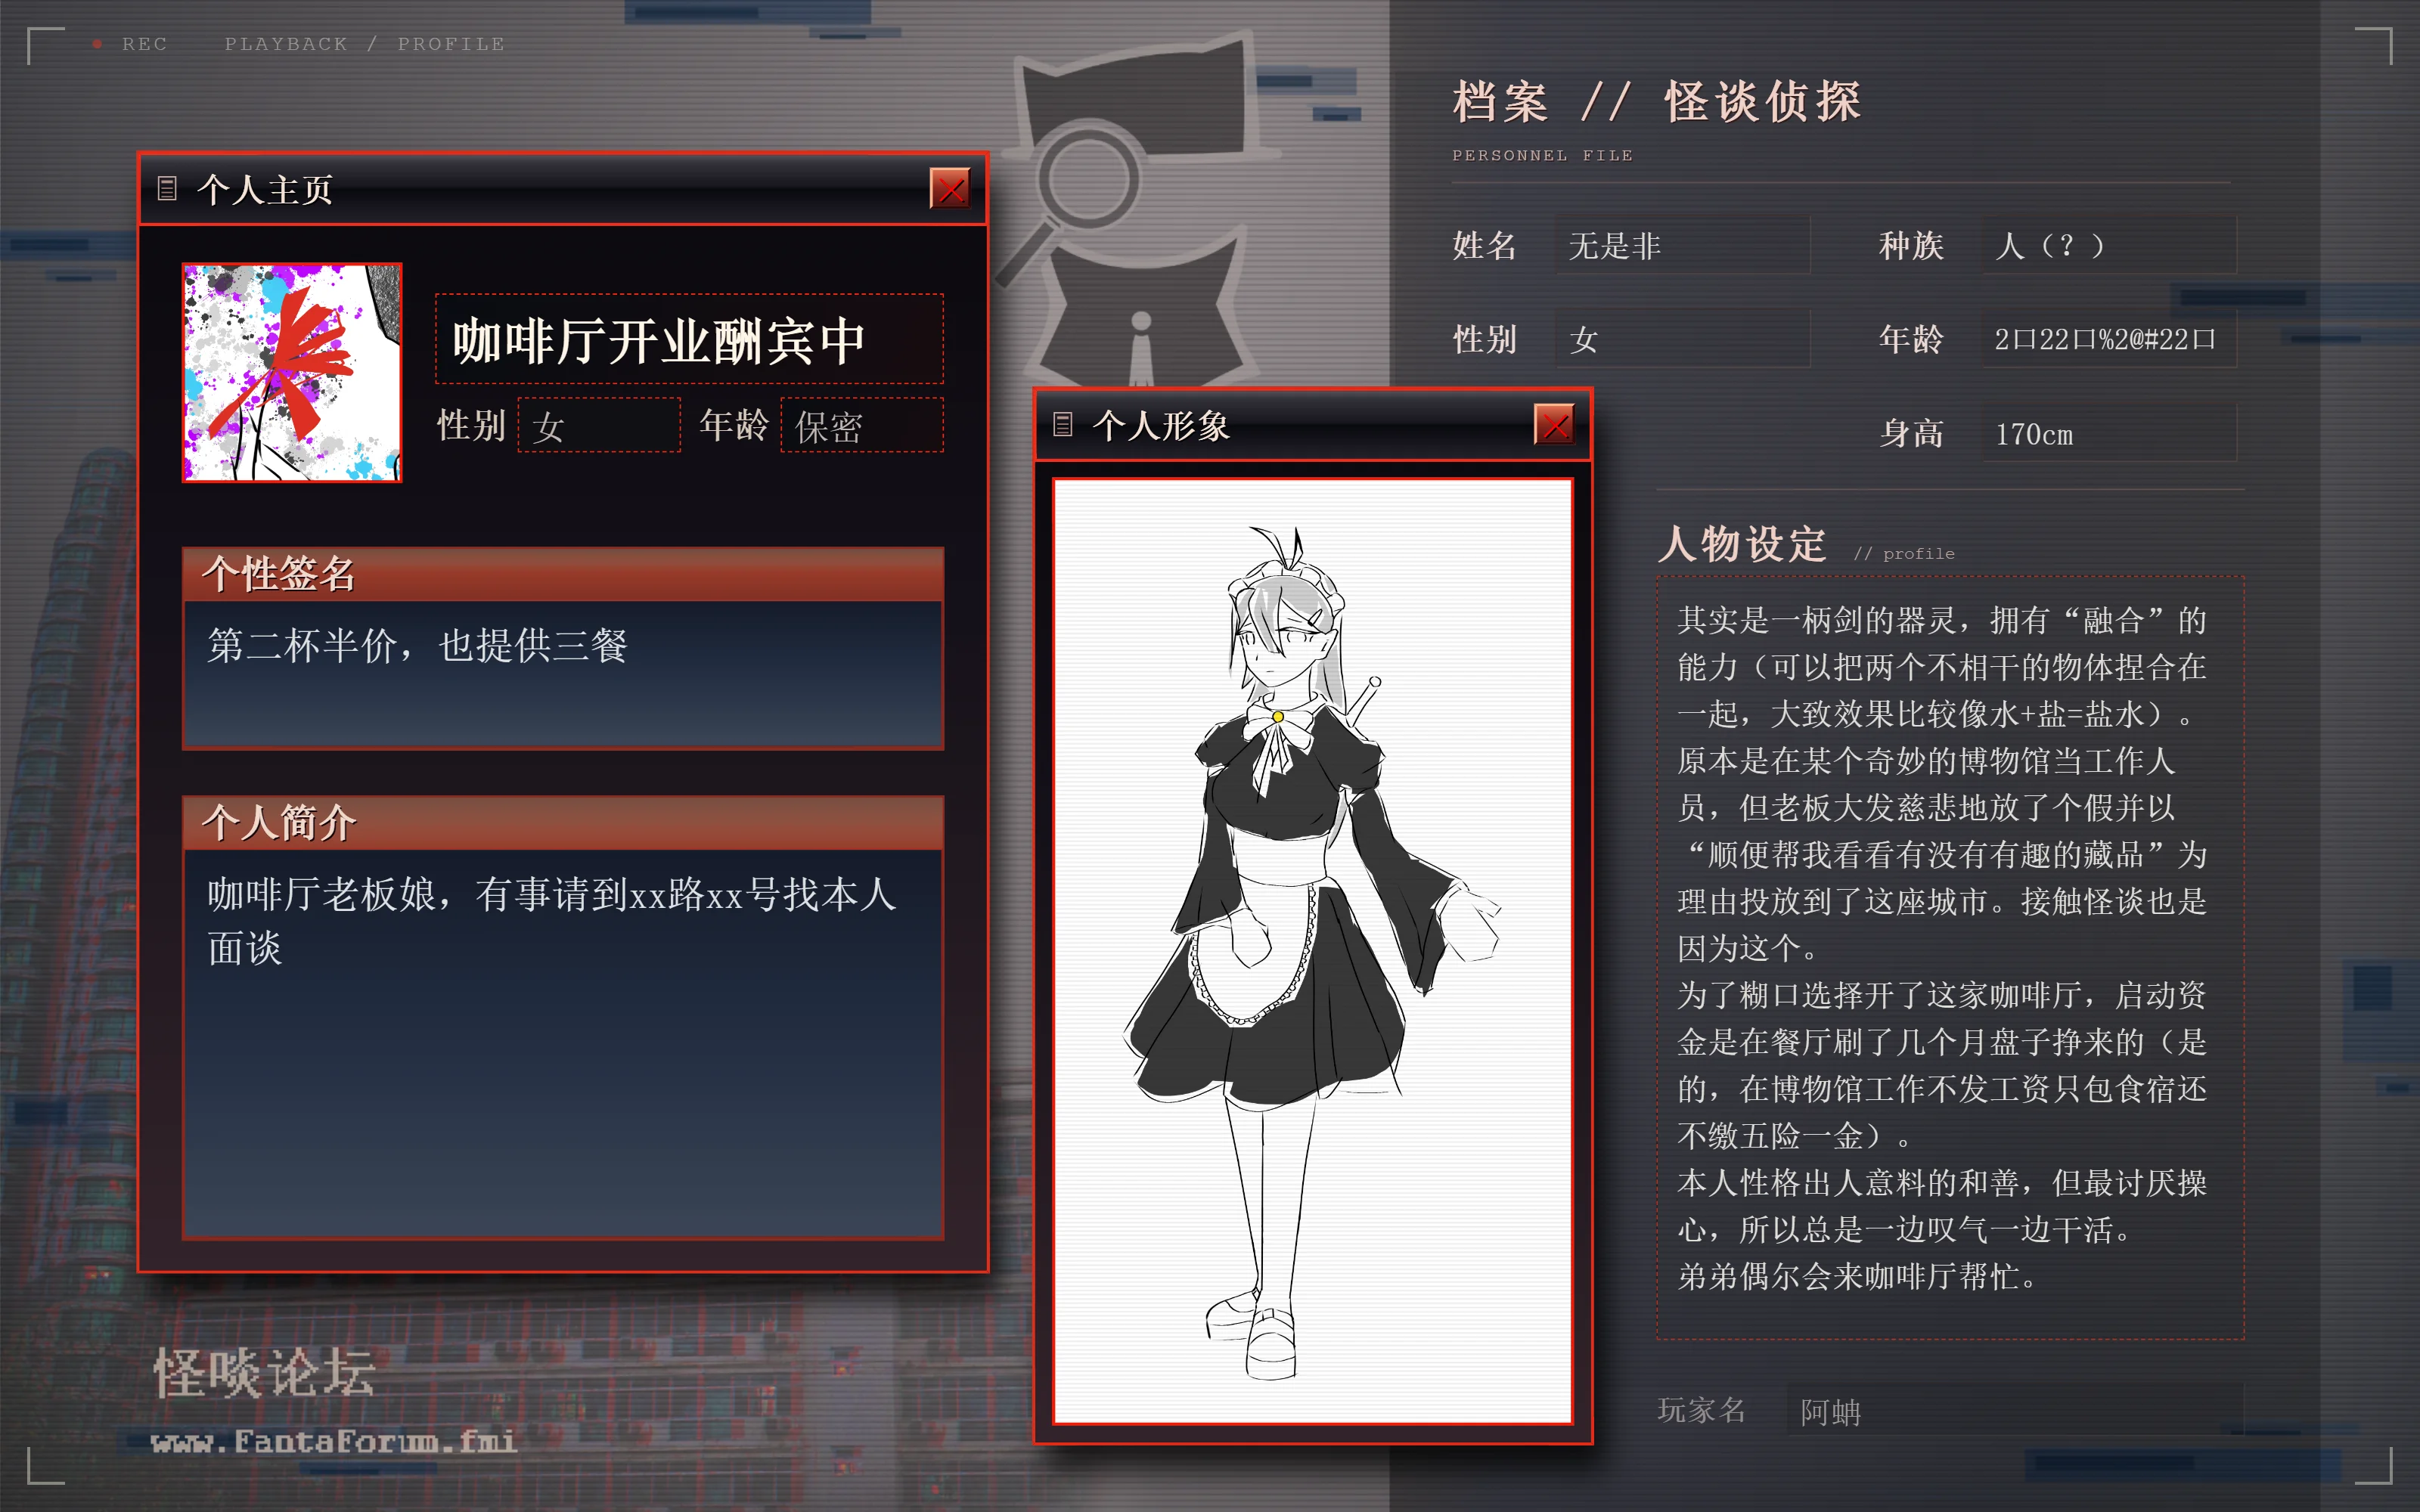 REC PLAYBACK / PROFILE
个人主页
咖啡厅开业酬宾中
性别 女 年龄 保密
个性签名
第二杯半价，也提供三餐
个人简介
咖啡厅老板娘，有事请到xx路xx号找本人
面谈
怪啖论坛
www.FantaForum.fmi
个人形象
档案 // 怪谈侦探
PERSONNEL FILE
姓名 无是非 种族 人（？）
性别 女 年龄 2口22口%2@#22口
身高 170cm
人物设定 // profile
其实是一柄剑的器灵，拥有“融合”的
能力（可以把两个不相干的物体捏合在
一起，大致效果比较像水+盐=盐水）。
原本是在某个奇妙的博物馆当工作人
员，但老板大发慈悲地放了个假并以
“顺便帮我看看有没有有趣的藏品”为
理由投放到了这座城市。接触怪谈也是
因为这个。
为了糊口选择开了这家咖啡厅，启动资
金是在餐厅刷了几个月盘子挣来的（是
的，在博物馆工作不发工资只包食宿还
不缴五险一金）。
本人性格出人意料的和善，但最讨厌操
心，所以总是一边叹气一边干活。
弟弟偶尔会来咖啡厅帮忙。
玩家名 阿蚺